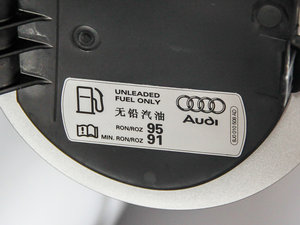 UNLEADED
FUEL ONLY
无铅汽油
Audi
RON/ROZ 95
MIN. RON/ROZ 91